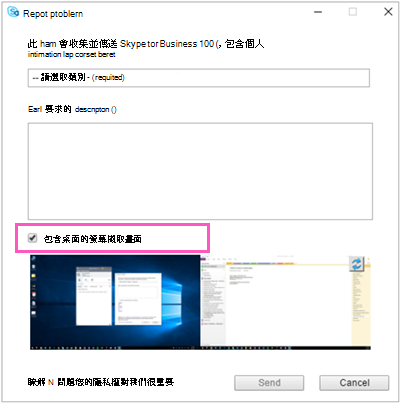 Repot ptoblern
此 ham 會收集並傳送 Skype tor Business 100 (, 包含個人
intimation lap corset beret
-- 請選取類別 - (requited)
Earl 要求的 descnpton ()
包含桌面的螢幕擷取畫面
瞭解 N 問題您的隱私權對我們很重要
Send
Cancel